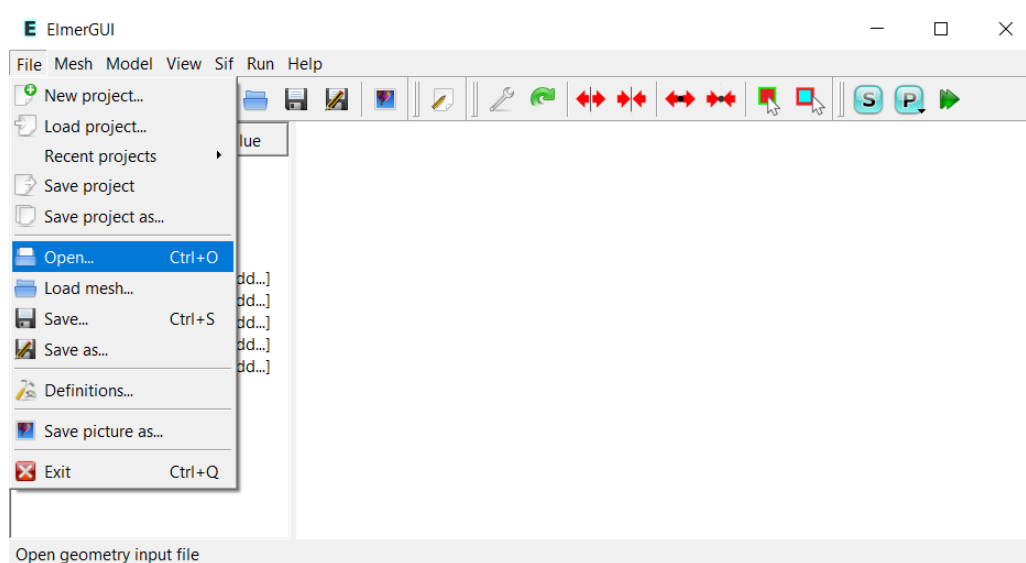 E ElmerGUI
File Mesh Model View Sif Run Help
New project...
S P
Load project...
lue
Recent projects
Save project
Save project as...
Open... Ctrl+O
dd...]
Load mesh...
dd...]
Save... Ctrl+S
dd...]
Save as...
dd...]
dd...]
Definitions...
Save picture as...
Exit Ctrl+Q
Open geometry input file